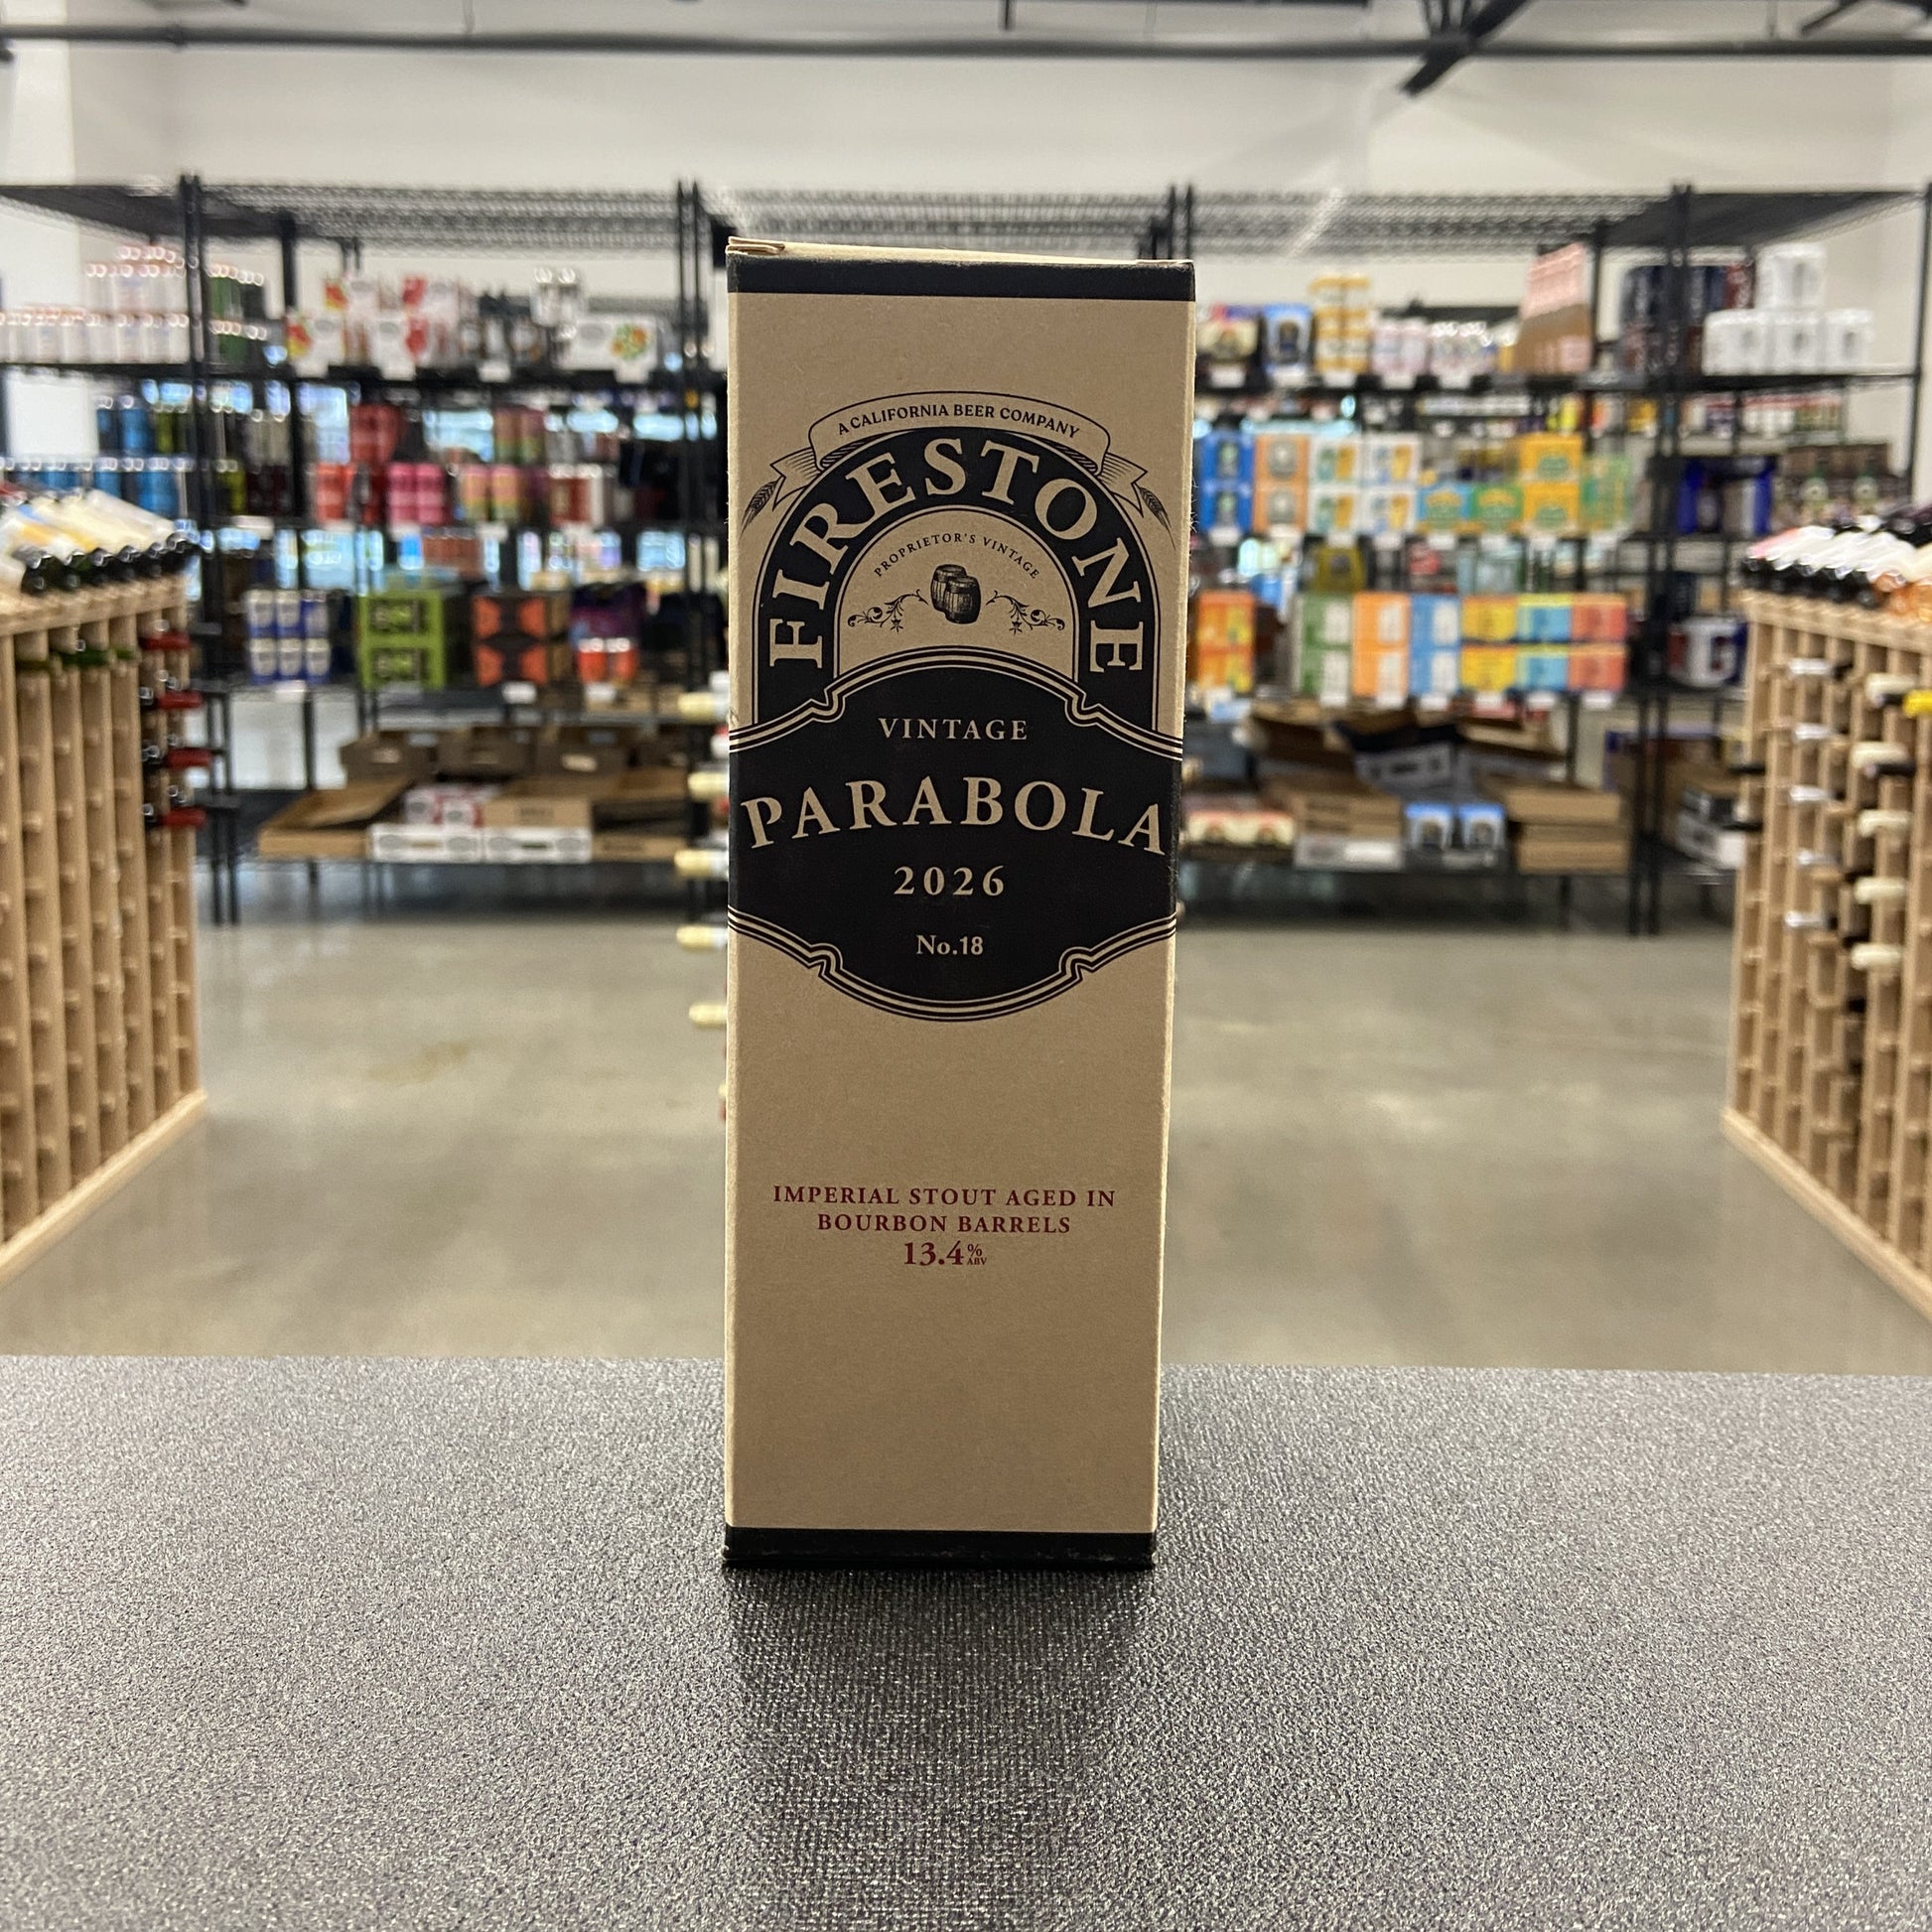 A CALIFORNIA BEER COMPANY
FIRESTONE
PROPRIETOR'S VINTAGE
VINTAGE
PARABOLA
2026
No.18
IMPERIAL STOUT AGED IN
BOURBON BARRELS
13.4% ABV